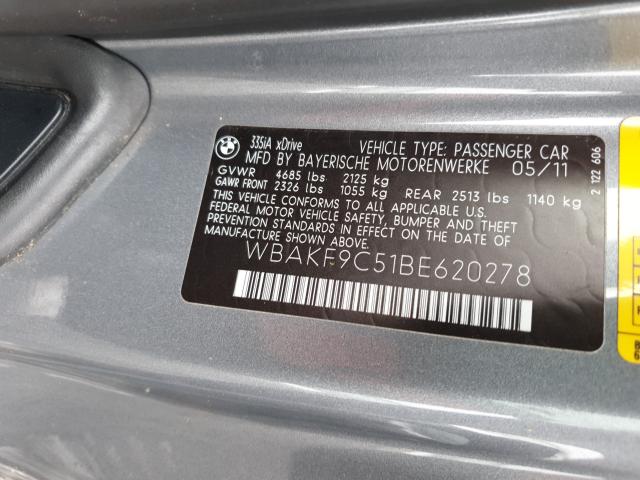 BMW
335iA xDrive
VEHICLE TYPE: PASSENGER CAR
MFD BY BAYERISCHE MOTORENWERKE 05/11
GVWR 4685 lbs 2125 kg
GAWR FRONT 2326 lbs 1055 kg REAR 2513 lbs 1140 kg
THIS VEHICLE CONFORMS TO ALL APPLICABLE U.S.
FEDERAL MOTOR VEHICLE SAFETY, BUMPER AND THEFT
PREVENTION STANDARDS IN EFFECT ON THE DATE OF
MANUFACTURE SHOWN ABOVE.
WBAKF9C51BE620278
2 122 606